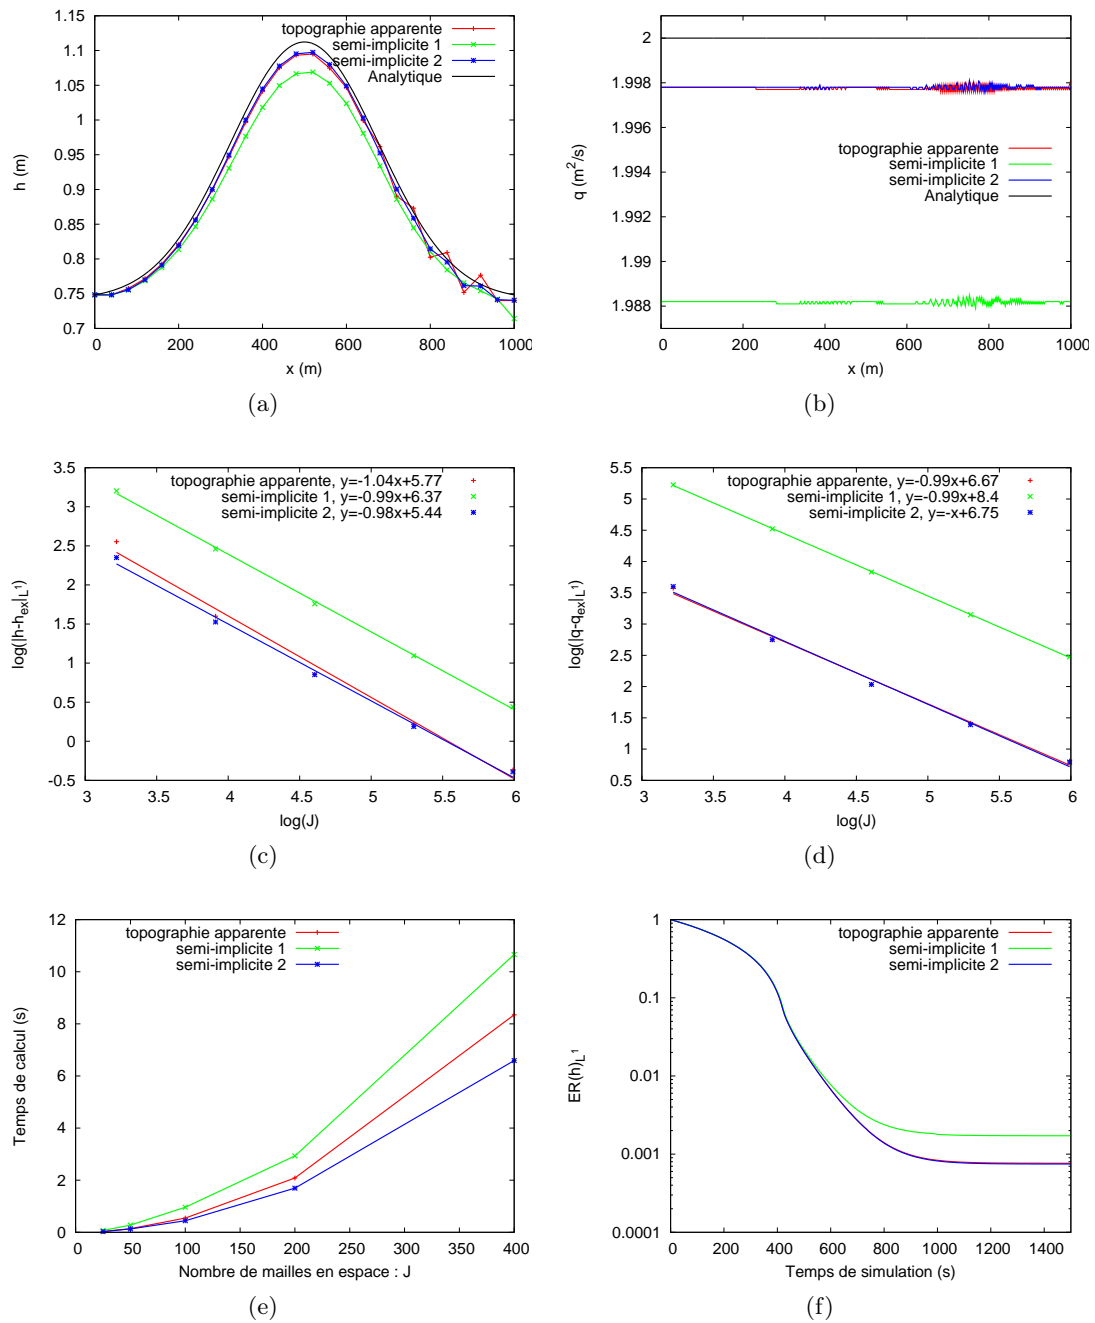 1.15
1.1
1.05
1
0.95
0.9
0.85
0.8
0.75
0.7
h (m)
topographie apparente
semi-implicite 1
semi-implicite 2
Analytique
0 200 400 600 800 1000
x (m)
(a)
2
1.998
1.996
1.994
1.992
1.99
1.988
q (m²/s)
topographie apparente
semi-implicite 1
semi-implicite 2
Analytique
0 200 400 600 800 1000
x (m)
(b)
3.5
3
2.5
2
1.5
1
0.5
0
-0.5
log(|h-hex|L1)
topographie apparente, y=-1.04x+5.77
semi-implicite 1, y=-0.99x+6.37
semi-implicite 2, y=-0.98x+5.44
3 3.5 4 4.5 5 5.5 6
log(J)
(c)
5.5
5
4.5
4
3.5
3
2.5
2
1.5
1
0.5
log(|q-qex|L1)
topographie apparente, y=-0.99x+6.67
semi-implicite 1, y=-0.99x+8.4
semi-implicite 2, y=-x+6.75
3 3.5 4 4.5 5 5.5 6
log(J)
(d)
12
10
8
6
4
2
0
Temps de calcul (s)
topographie apparente
semi-implicite 1
semi-implicite 2
0 50 100 150 200 250 300 350 400
Nombre de mailles en espace : J
(e)
1
0.1
0.01
0.001
0.0001
ER(h)L1
topographie apparente
semi-implicite 1
semi-implicite 2
0 200 400 600 800 1000 1200 1400
Temps de simulation (s)
(f)